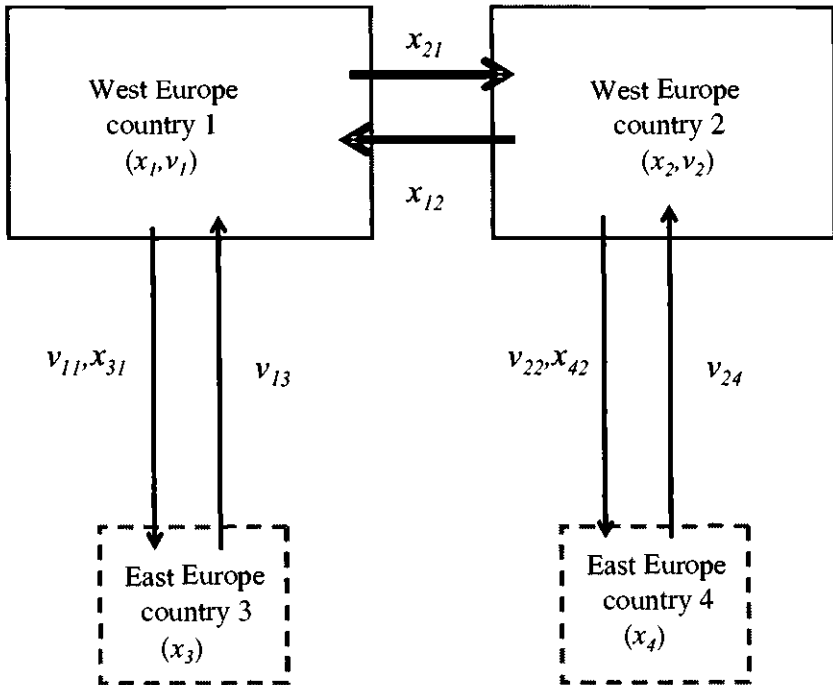 West Europe
country 1
(x₁,v₁)
x₂₁
x₁₂
West Europe
country 2
(x₂,v₂)
v₁₁,x₃₁
v₁₃
v₂₂,x₄₂
v₂₄
East Europe
country 3
(x₃)
East Europe
country 4
(x₄)